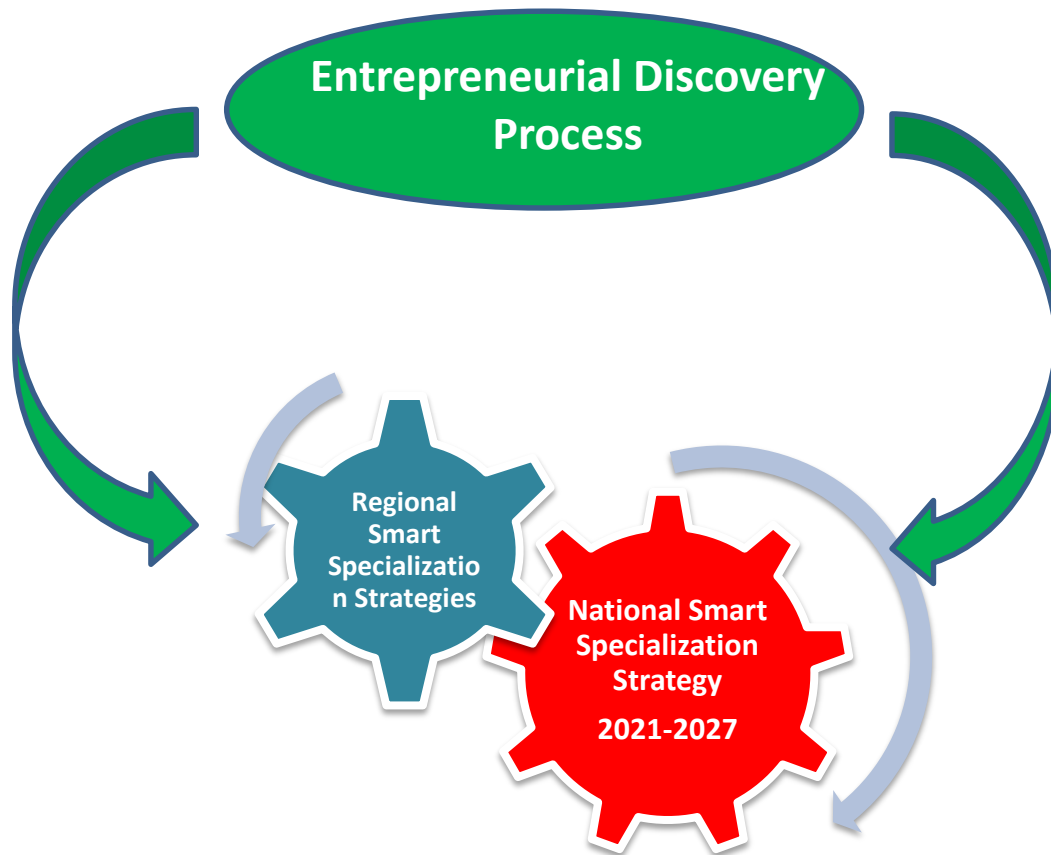 Entrepreneurial Discovery
Process
Regional
Smart
Specializatio
n Strategies
National Smart
Specialization
Strategy
2021-2027